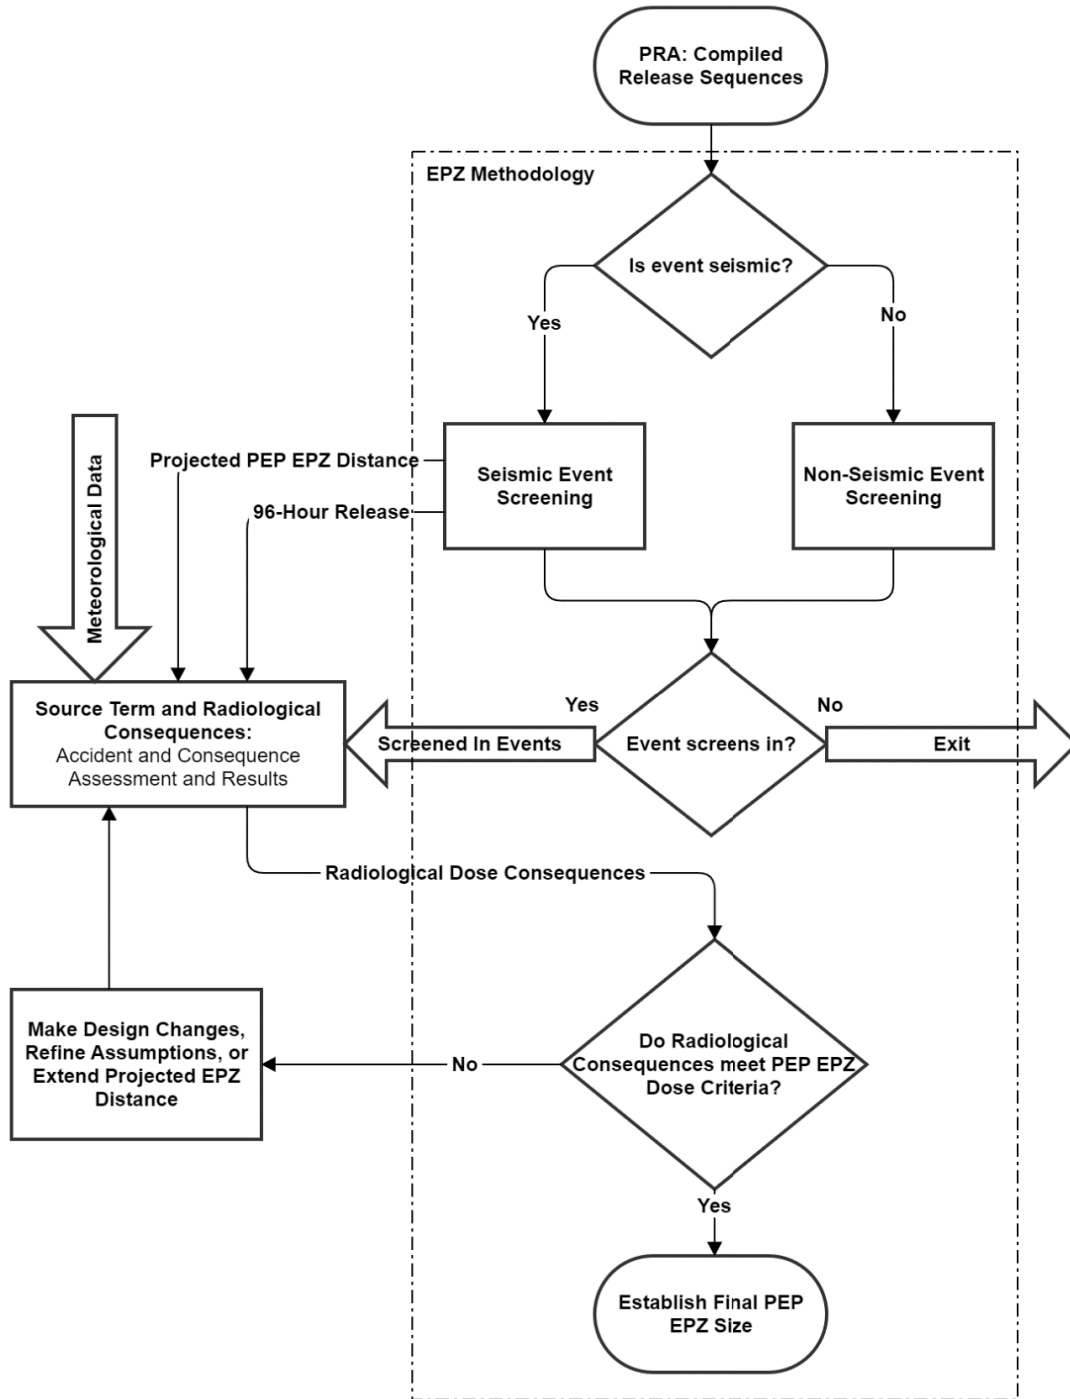 PRA: Compiled
Release Sequences
EPZ Methodology
Is event seismic?
Yes
No
Projected PEP EPZ Distance
96-Hour Release
Seismic Event
Screening
Non-Seismic Event
Screening
Meteorological Data
Source Term and Radiological
Consequences:
Accident and Consequence
Assessment and Results
Yes
Screened In Events
Event screens in?
No
Exit
Radiological Dose Consequences
Make Design Changes,
Refine Assumptions, or
Extend Projected EPZ
Distance
No
Do Radiological
Consequences meet PEP EPZ
Dose Criteria?
Yes
Establish Final PEP
EPZ Size